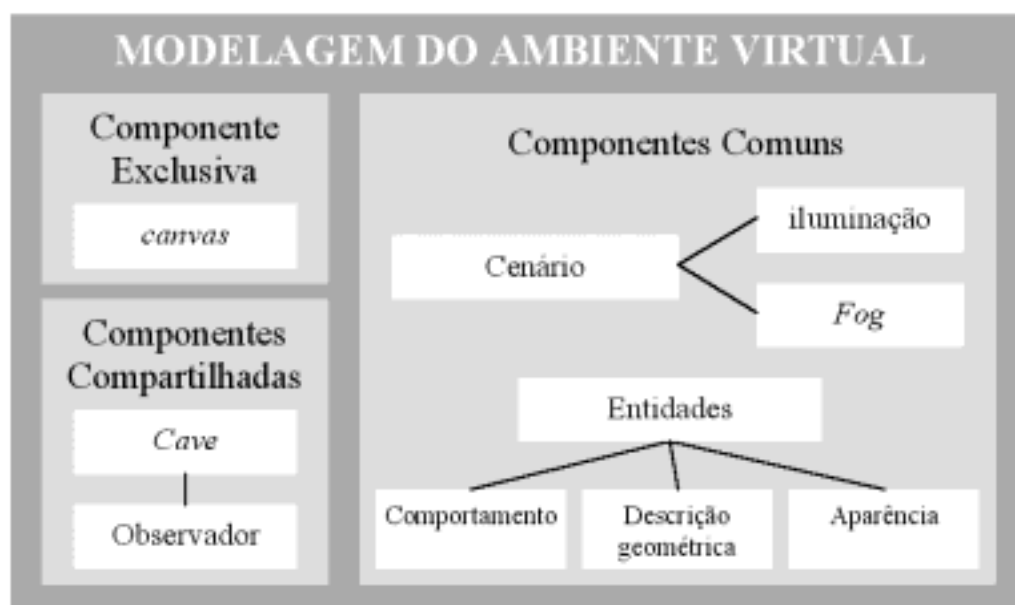 MODELAGEM DO AMBIENTE VIRTUAL
Componente
Exclusiva
canvas
Componentes
Compartilhadas
Cave
Observador
Componentes Comuns
Cenário
iluminação
Fog
Entidades
Comportamento
Descrição
geométrica
Aparência